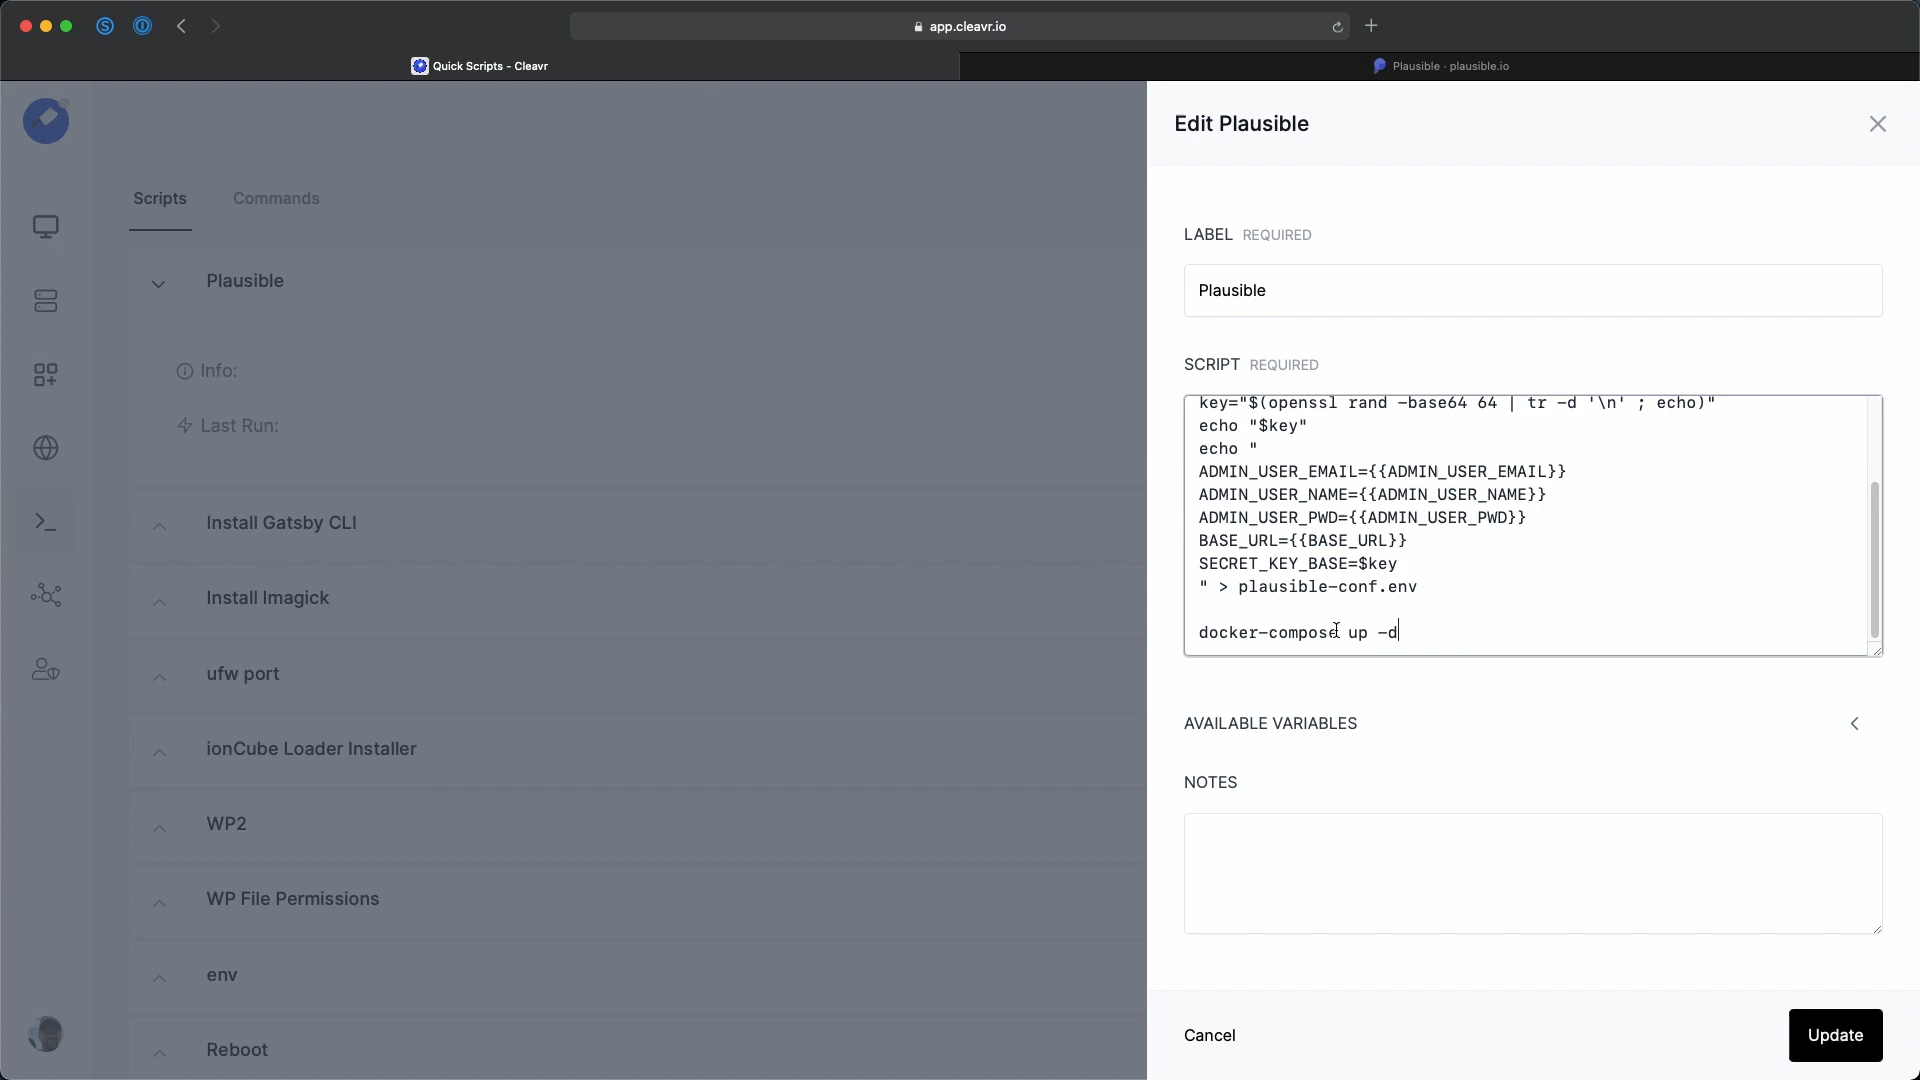 app.cleavr.io
Quick Scripts - Cleavr
Plausible · plausible.io
Scripts
Commands
Plausible
Info:
Last Run:
Install Gatsby CLI
Install Imagick
ufw port
ionCube Loader Installer
WP2
WP File Permissions
env
Reboot
Edit Plausible
LABEL REQUIRED
Plausible
SCRIPT REQUIRED
key="$(openssl rand -base64 64 | tr -d '\n' ; echo)"
echo "$key"
echo "
ADMIN_USER_EMAIL={{ADMIN_USER_EMAIL}}
ADMIN_USER_NAME={{ADMIN_USER_NAME}}
ADMIN_USER_PWD={{ADMIN_USER_PWD}}
BASE_URL={{BASE_URL}}
SECRET_KEY_BASE=$key
" > plausible-conf.env
docker-compose up -d
AVAILABLE VARIABLES
NOTES
Cancel
Update